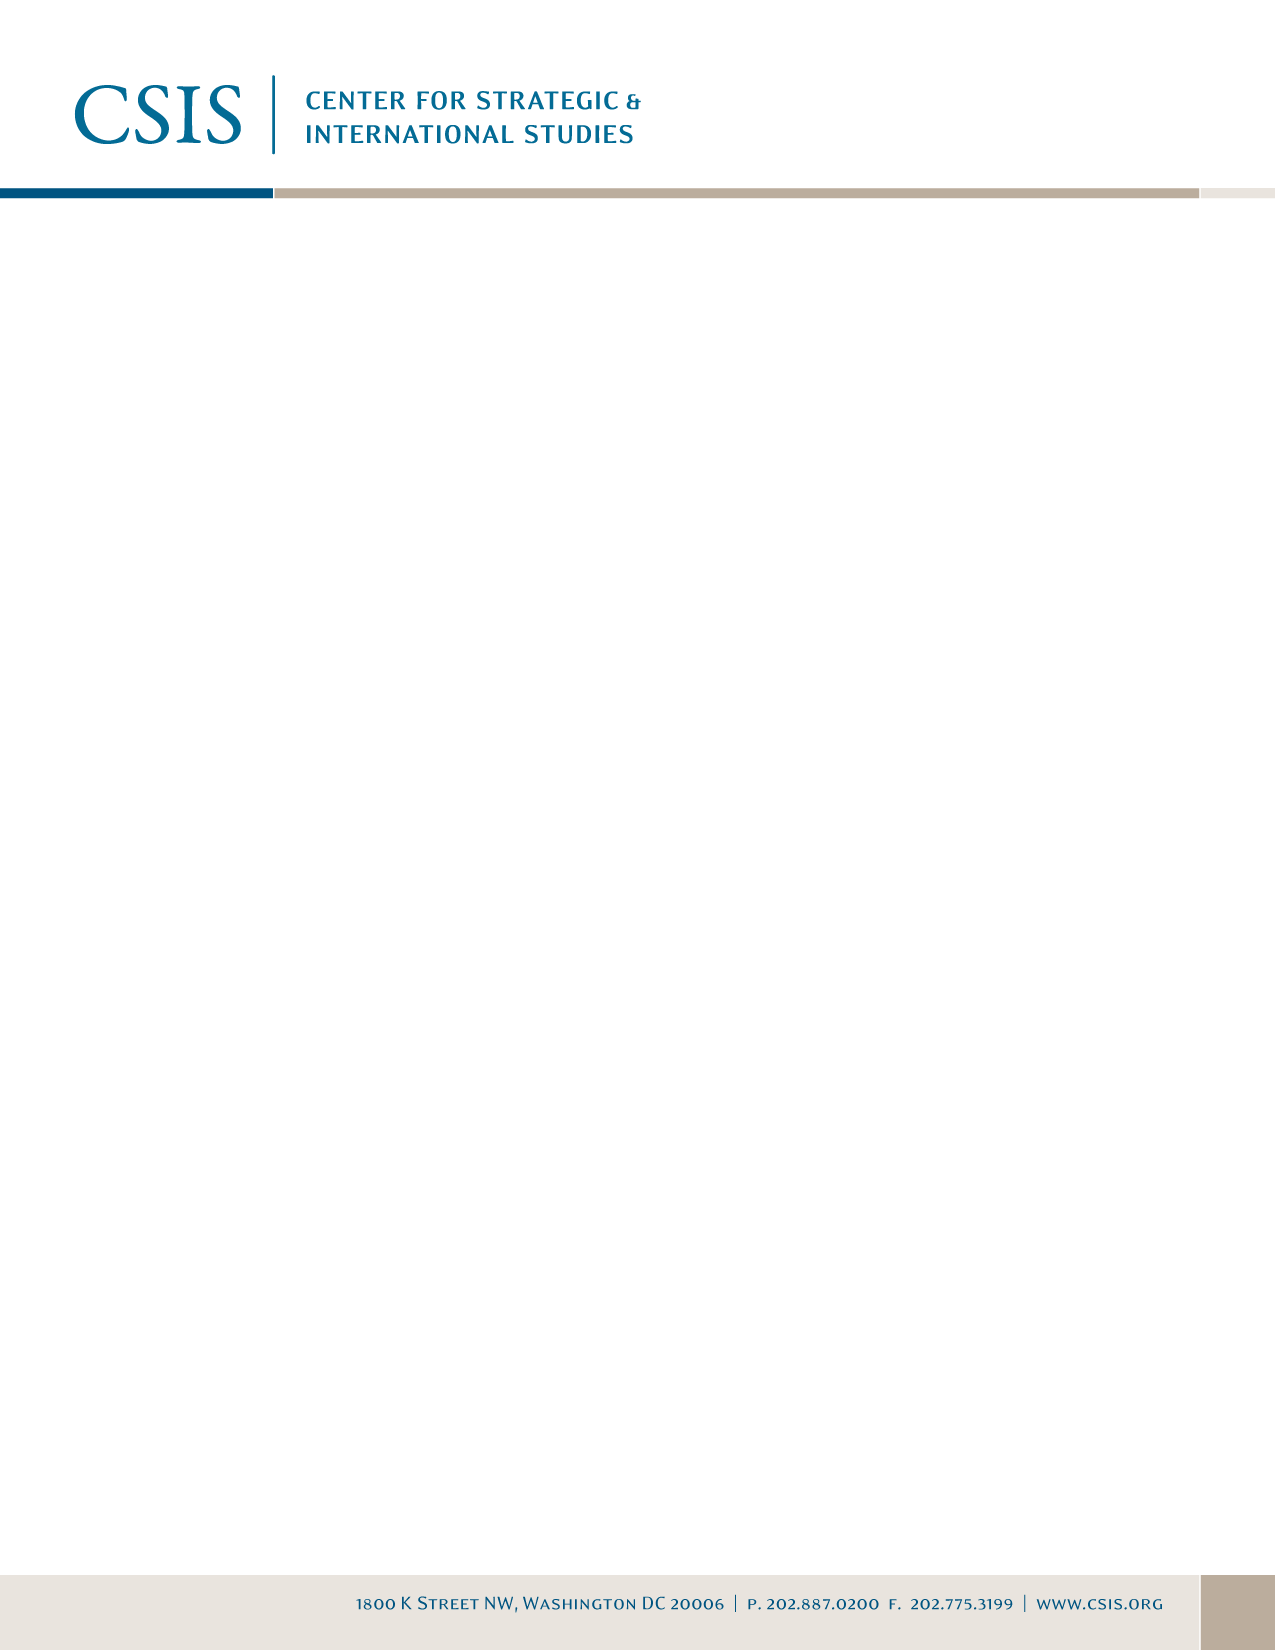 CSIS
CENTER FOR STRATEGIC &
INTERNATIONAL STUDIES
1800 K STREET NW, WASHINGTON DC 20006 | P. 202.887.0200 F. 202.775.3199 | WWW.CSIS.ORG